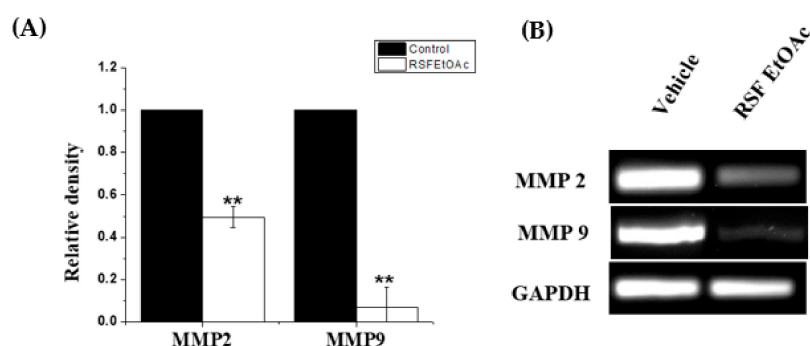 (A)
Control
RSFEtOAc
1.2
1.0
0.8
0.6
0.4
0.2
0.0
Relative density
**
**
MMP2
MMP9
(B)
Vehicle
RSF EtOAc
MMP 2
MMP 9
GAPDH